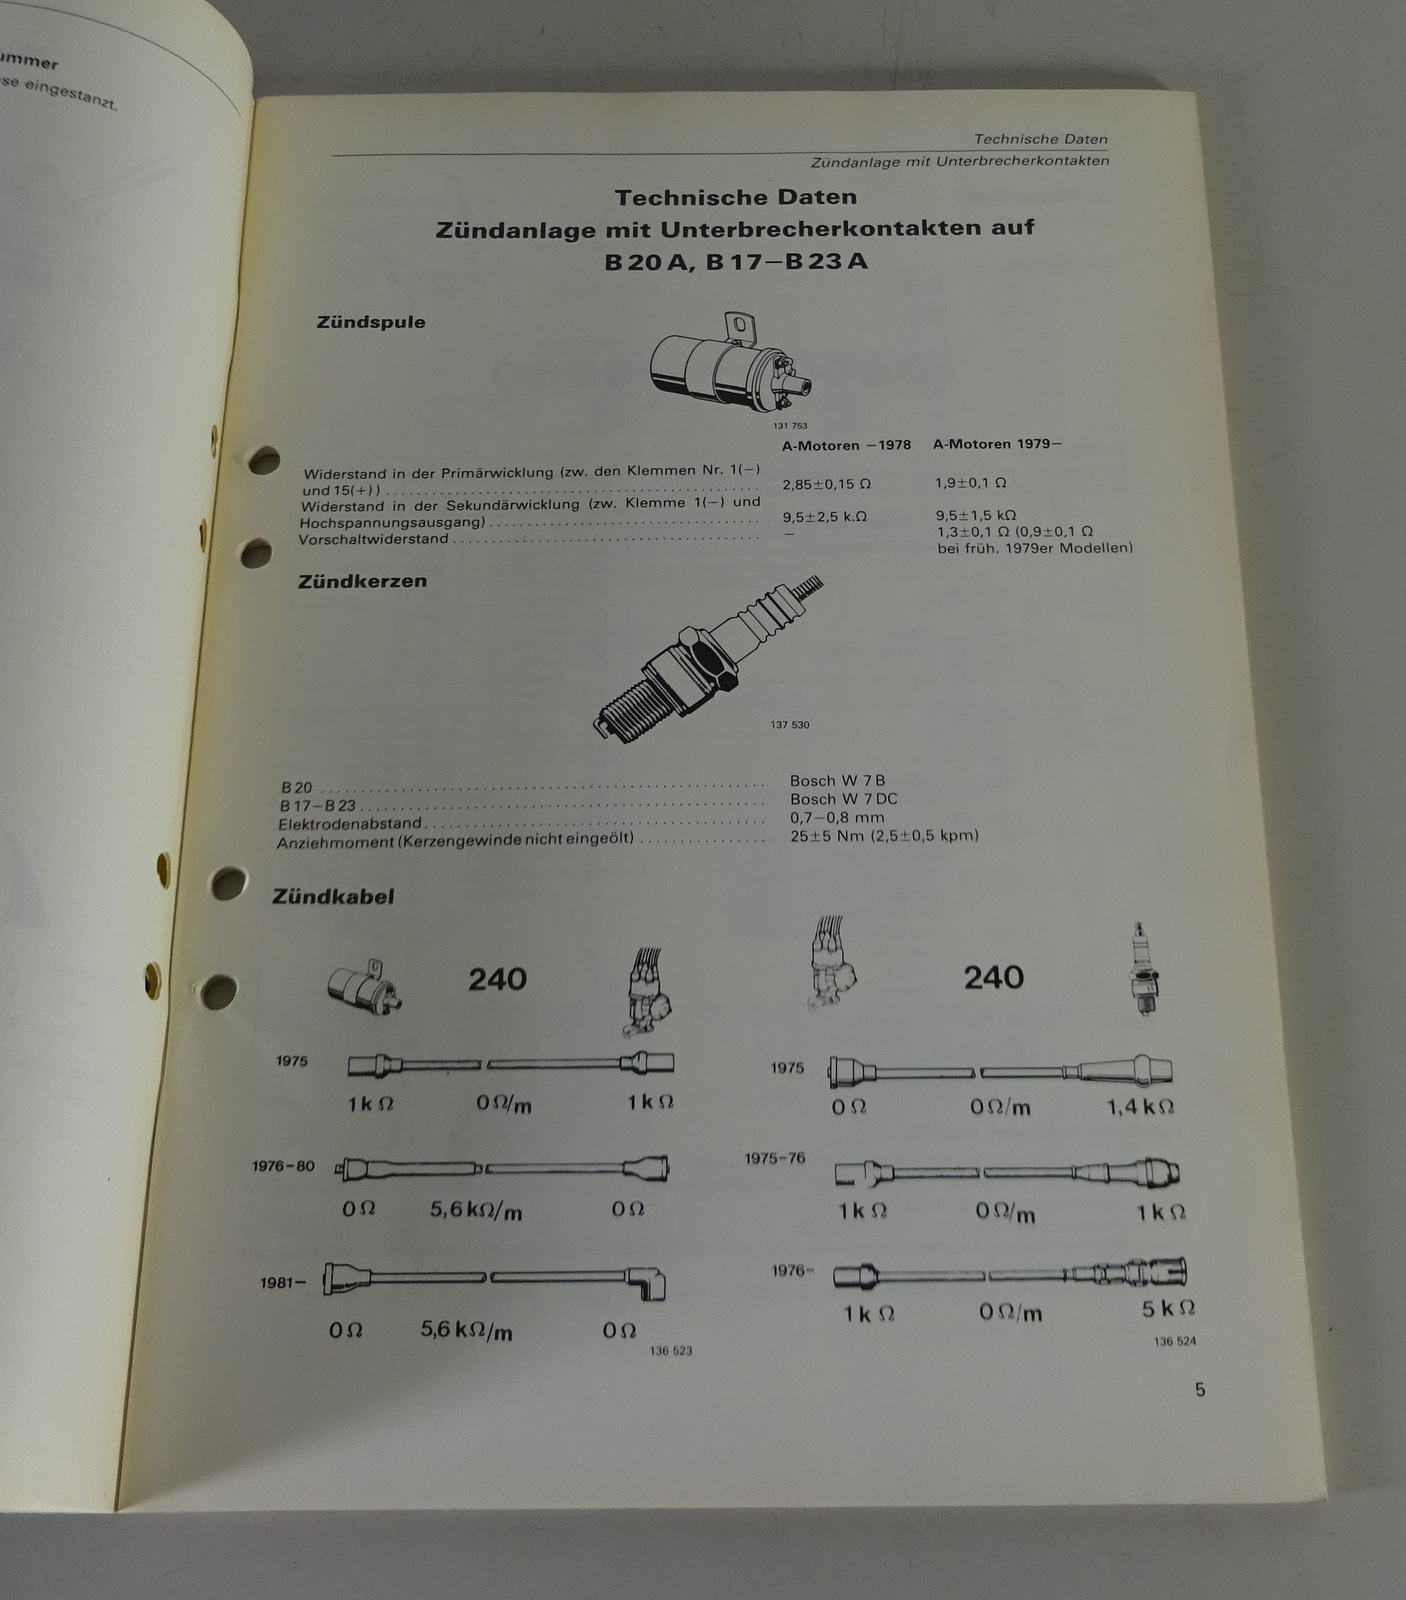 se eingestanzt.
Technische Daten
Zündanlage mit Unterbrecherkontakten
Technische Daten
Zündanlage mit Unterbrecherkontakten auf
B 20 A, B 17–B 23 A
Zündspule
131 753
A-Motoren –1978 A-Motoren 1979–
Widerstand in der Primärwicklung (zw. den Klemmen Nr. 1(–)
und 15(+)) 2,85±0,15 Ω 1,9±0,1 Ω
Widerstand in der Sekundärwicklung (zw. Klemme 1(–) und
Hochspannungsausgang) 9,5±2,5 k.Ω 9,5±1,5 kΩ
Vorschaltwiderstand – 1,3±0,1 Ω (0,9±0,1 Ω
bei früh. 1979er Modellen)
Zündkerzen
137 530
B 20 Bosch W 7 B
B 17–B 23 Bosch W 7 DC
Elektrodenabstand 0,7–0,8 mm
Anziehmoment (Kerzengewinde nicht eingeölt) 25±5 Nm (2,5±0,5 kpm)
Zündkabel
240
1975
1 k Ω 0 Ω/m 1 k Ω
1976–80
0 Ω 5,6 kΩ/m 0 Ω
1981–
0 Ω 5,6 kΩ/m 0 Ω
136 523
240
1975
0 Ω 0 Ω/m 1,4 kΩ
1975–76
1 k Ω 0 Ω/m 1 k Ω
1976–
1 k Ω 0 Ω/m 5 k Ω
136 524
5